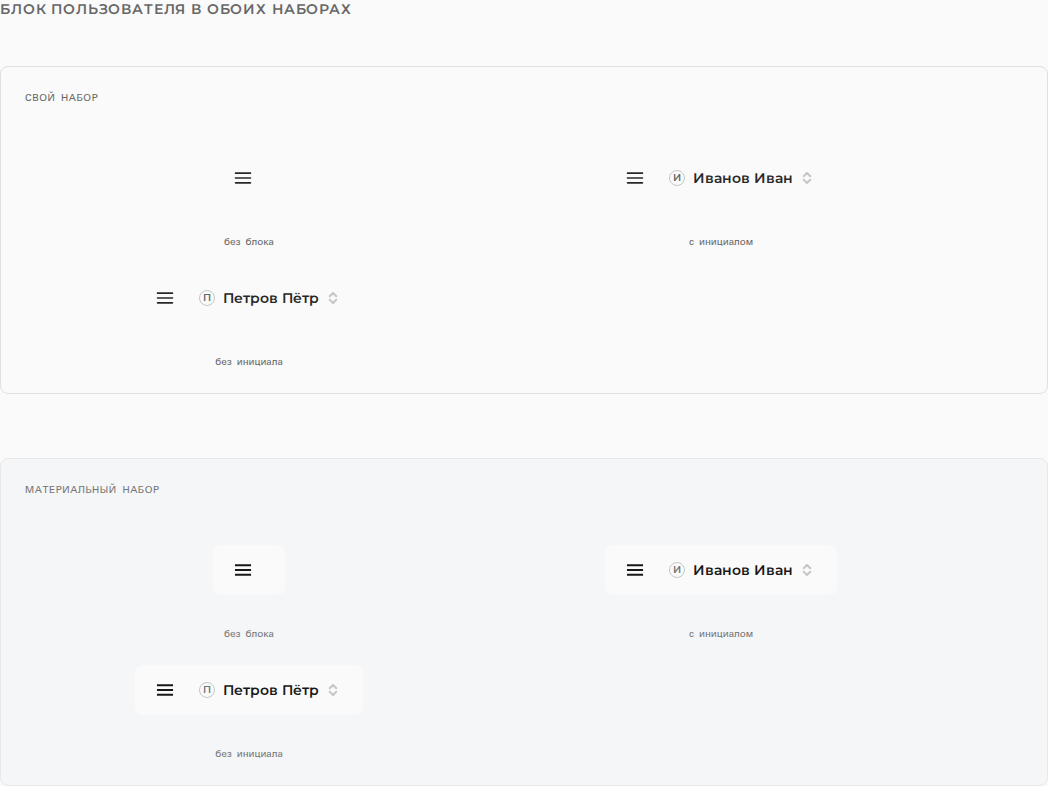 БЛОК ПОЛЬЗОВАТЕЛЯ В ОБОИХ НАБОРАХ
СВОЙ НАБОР
И Иванов Иван
без блока
с инициалом
П Петров Пётр
без инициала
МАТЕРИАЛЬНЫЙ НАБОР
И Иванов Иван
без блока
с инициалом
П Петров Пётр
без инициала